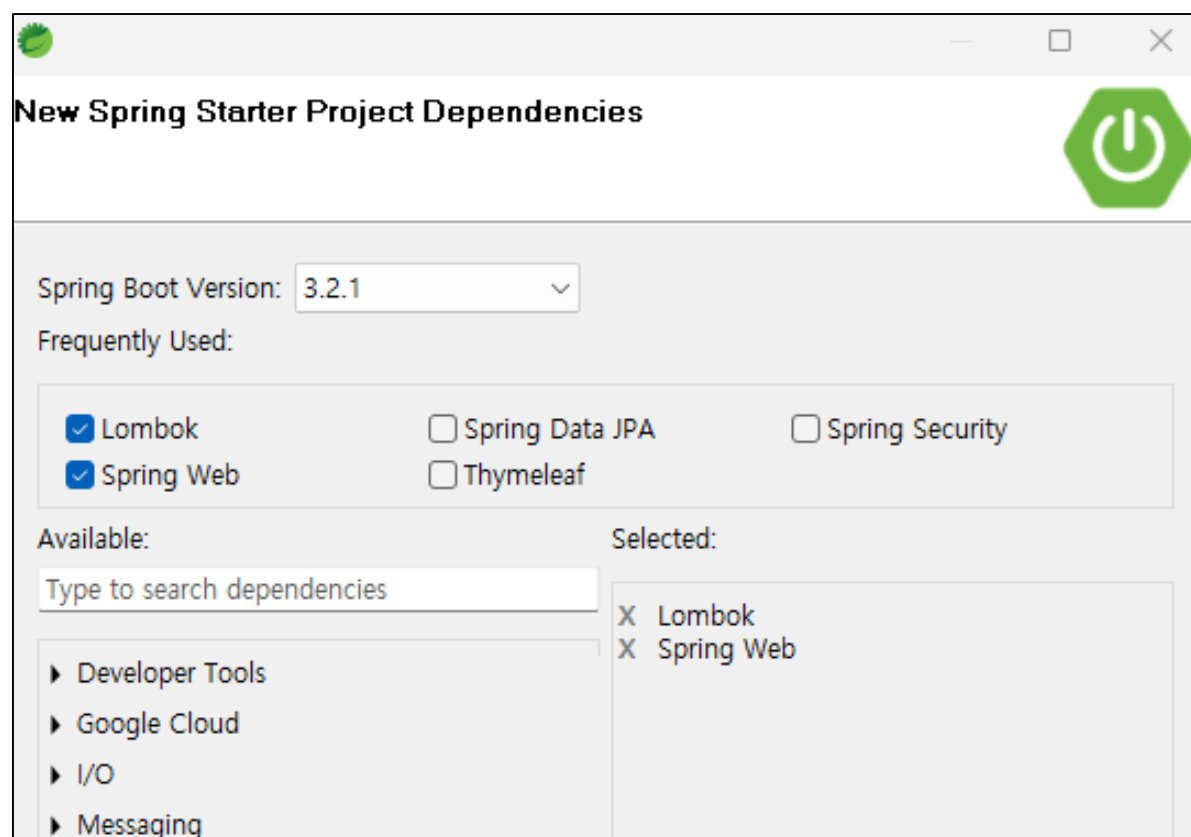 New Spring Starter Project Dependencies
Spring Boot Version: 3.2.1
Frequently Used:
Lombok Spring Data JPA Spring Security
Spring Web Thymeleaf
Available: Selected:
Type to search dependencies
X Lombok
X Spring Web
Developer Tools
Google Cloud
I/O
Messaging